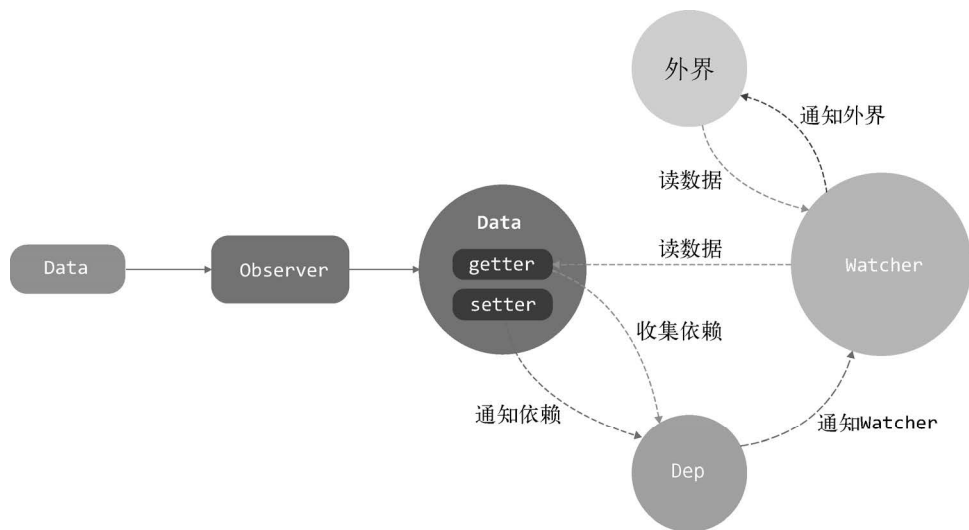 外界
通知外界
读数据
Data
读数据
Data
Observer
getter
Watcher
setter
收集依赖
通知依赖
通知Watcher
Dep